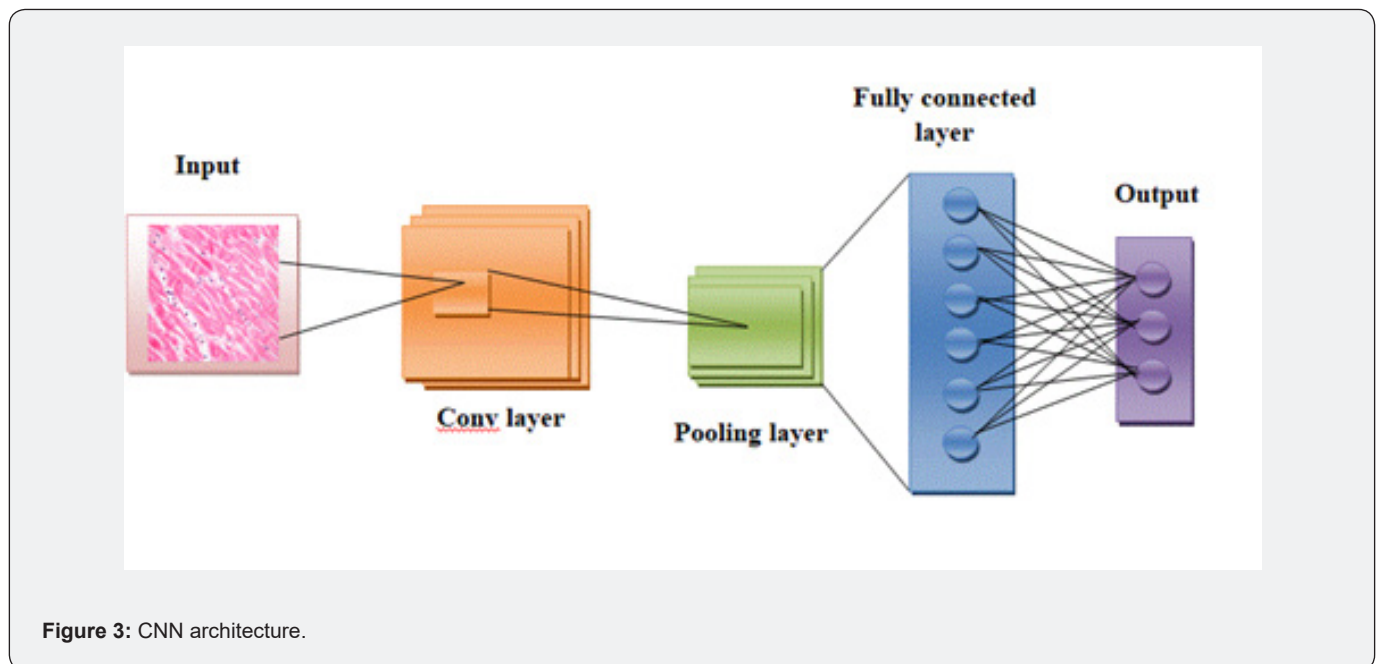 Input
Conv layer
Pooling layer
Fully connected
layer
Output
Figure 3: CNN architecture.